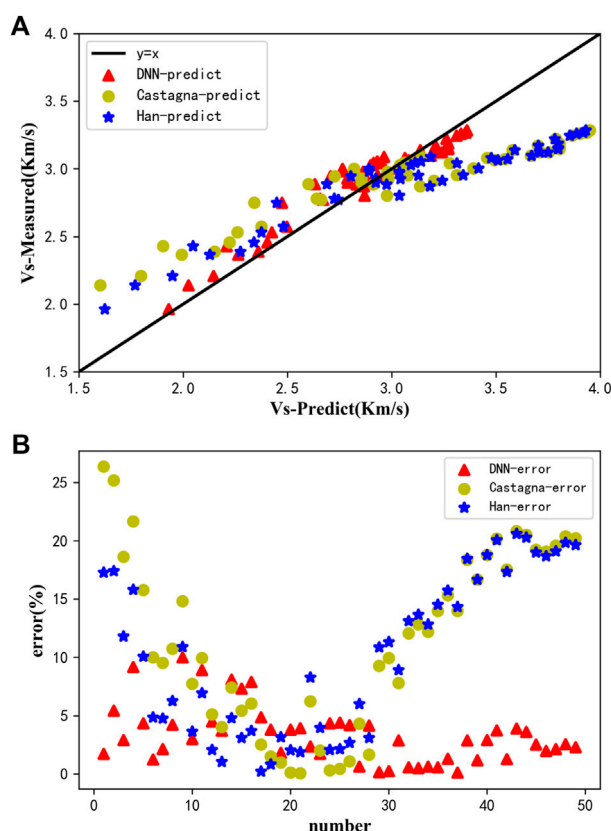 A
4.0
3.5
3.0
2.5
2.0
1.5
Vs-Measured(Km/s)
y=x
DNN-predict
Castagna-predict
Han-predict
1.5 2.0 2.5 3.0 3.5 4.0
Vs-Predict(Km/s)
B
25
20
15
10
5
0
error(%)
DNN-error
Castagna-error
Han-error
0 10 20 30 40 50
number